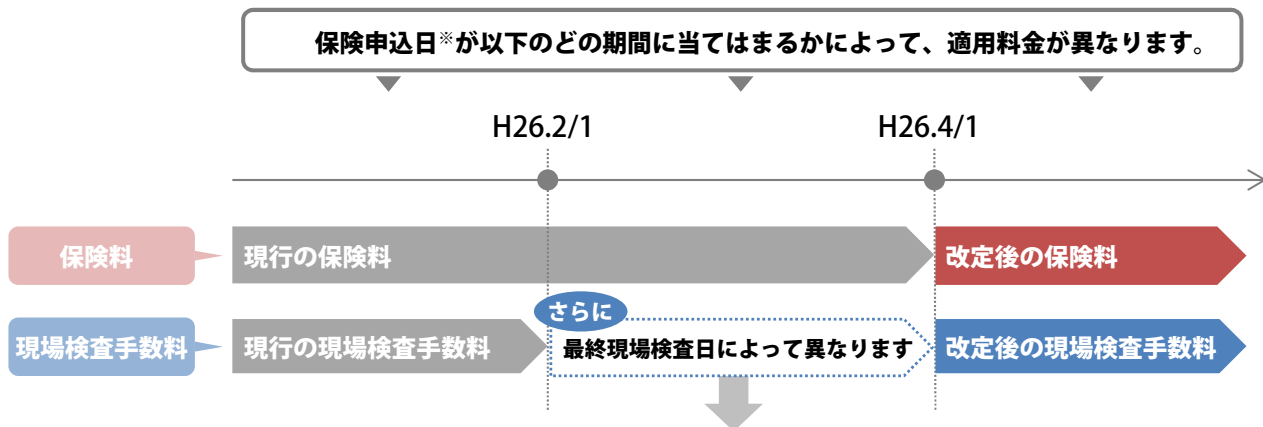 保険申込日※が以下のどの期間に当てはまるかによって、適用料金が異なります。
H26.2/1
H26.4/1
保険料
現行の保険料
改定後の保険料
さらに
現場検査手数料
現行の現場検査手数料
最終現場検査日によって異なります
改定後の現場検査手数料